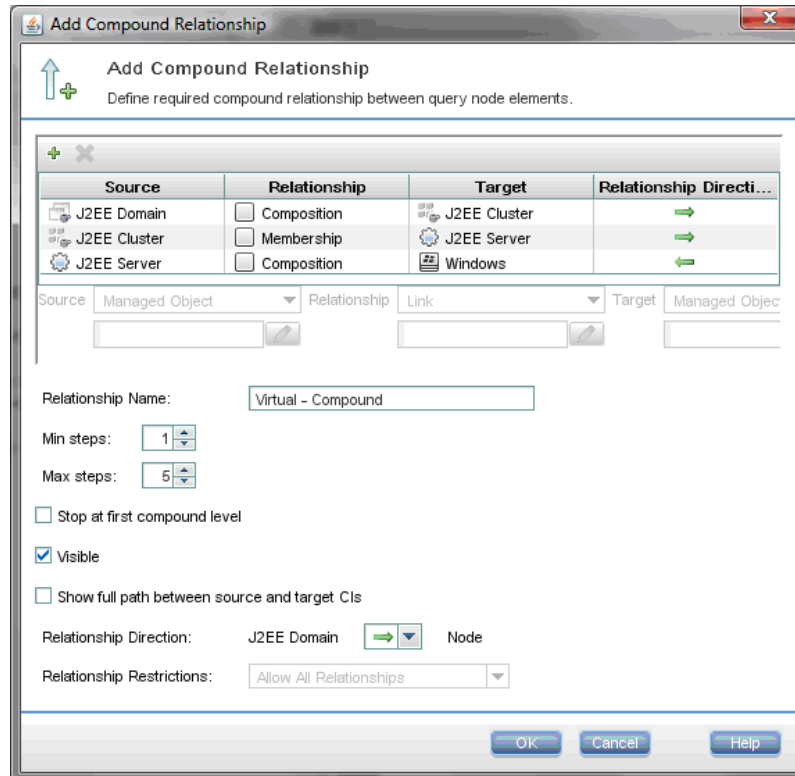 Add Compound Relationship
Add Compound Relationship
Define required compound relationship between query node elements.
Source Relationship Target Relationship Directi...
J2EE Domain Composition J2EE Cluster
J2EE Cluster Membership J2EE Server
J2EE Server Composition Windows
Source Managed Object Relationship Link Target Managed Objec
Relationship Name: Virtual - Compound
Min steps: 1
Max steps: 5
Stop at first compound level
Visible
Show full path between source and target CIs
Relationship Direction: J2EE Domain Node
Relationship Restrictions: Allow All Relationships
OK Cancel Help